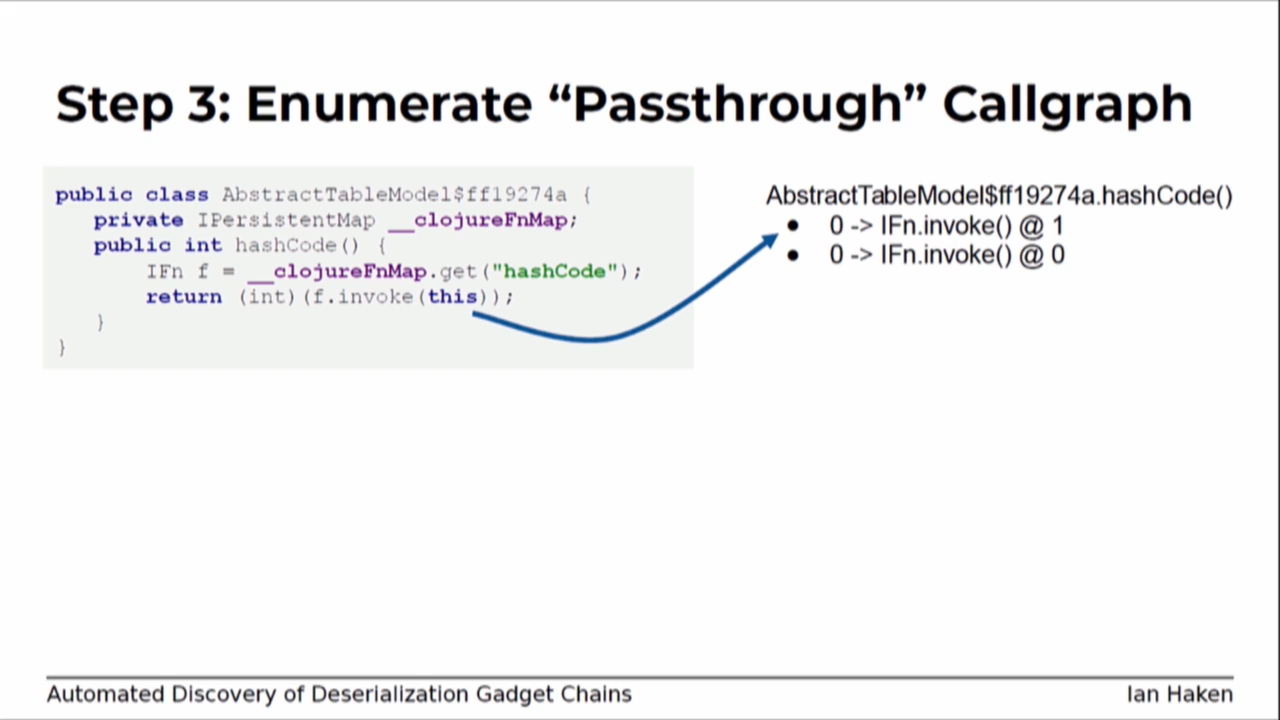 Step 3: Enumerate “Passthrough” Callgraph
public class AbstractTableModel$ff19274a {
private IPersistentMap __clojureFnMap;
public int hashCode() {
IFn f = __clojureFnMap.get("hashCode");
return (int)(f.invoke(this));
}
}
AbstractTableModel$ff19274a.hashCode()
• 0 -> IFn.invoke() @ 1
• 0 -> IFn.invoke() @ 0
Automated Discovery of Deserialization Gadget Chains
Ian Haken